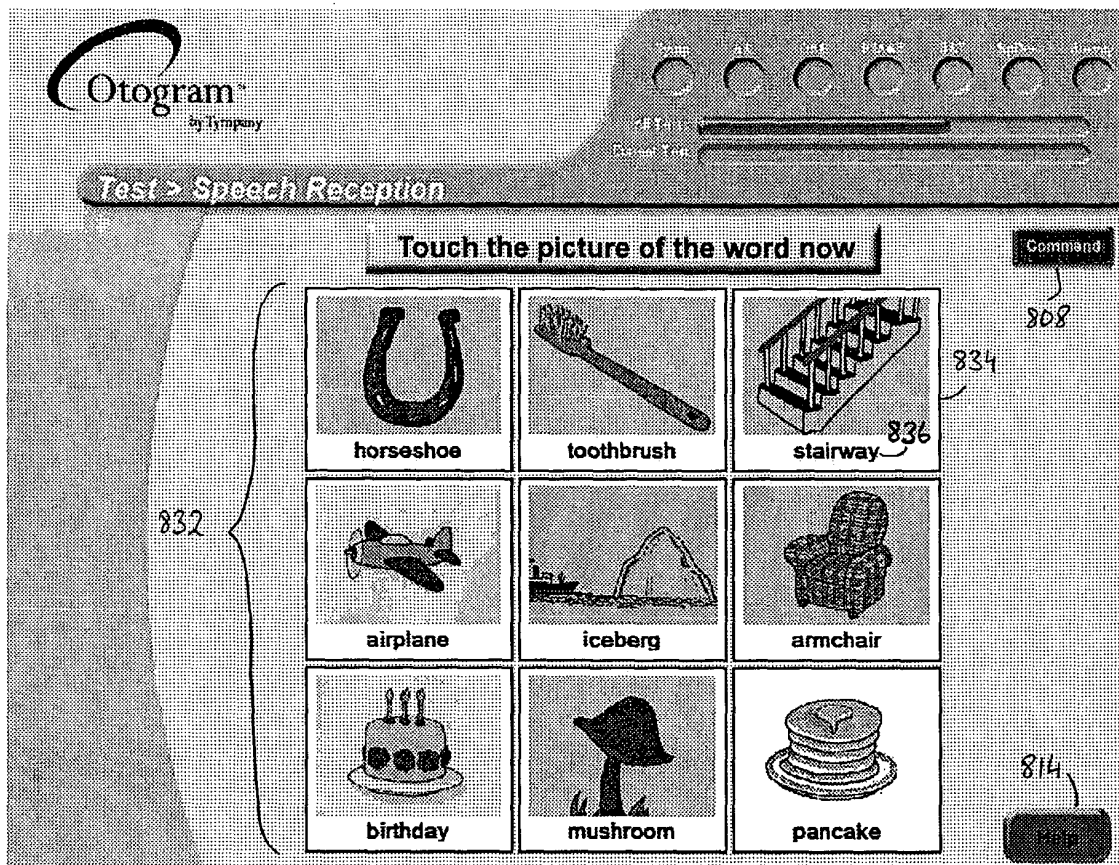 Otogram™
by Tympany
Test > Speech Reception
Touch the picture of the word now
Command
808
horseshoe
toothbrush
stairway
836
834
832
airplane
iceberg
armchair
birthday
mushroom
pancake
814
Help